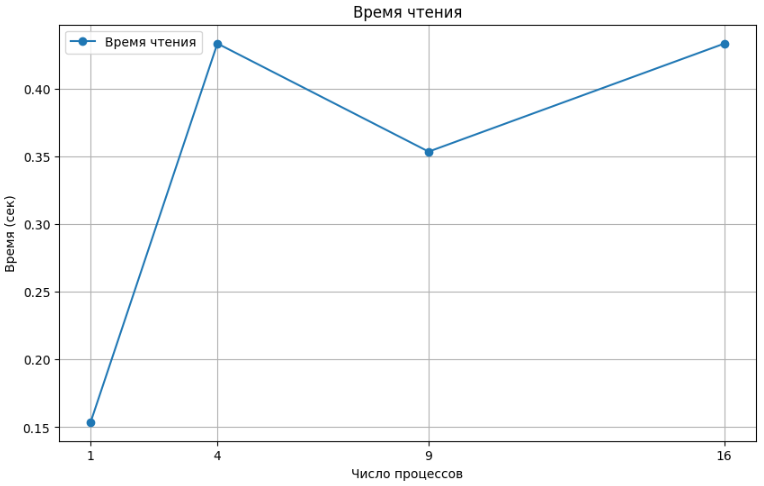 Время чтения
Время чтения
0.40
0.35
0.30
0.25
0.20
0.15
Время (сек)
1 4 9 16
Число процессов